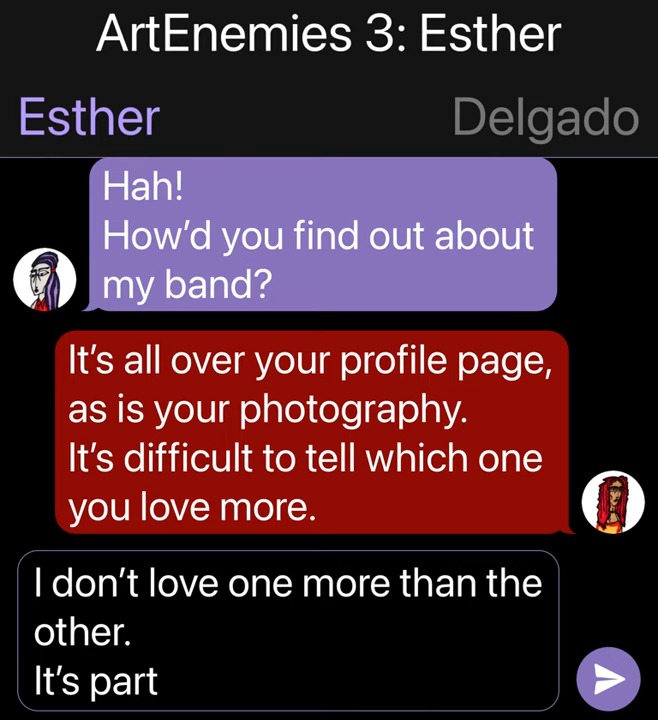 ArtEnemies 3: Esther
Esther
Delgado
Hah!
How’d you find out about
my band?
It’s all over your profile page,
as is your photography.
It’s difficult to tell which one
you love more.
I don’t love one more than the
other.
It’s part